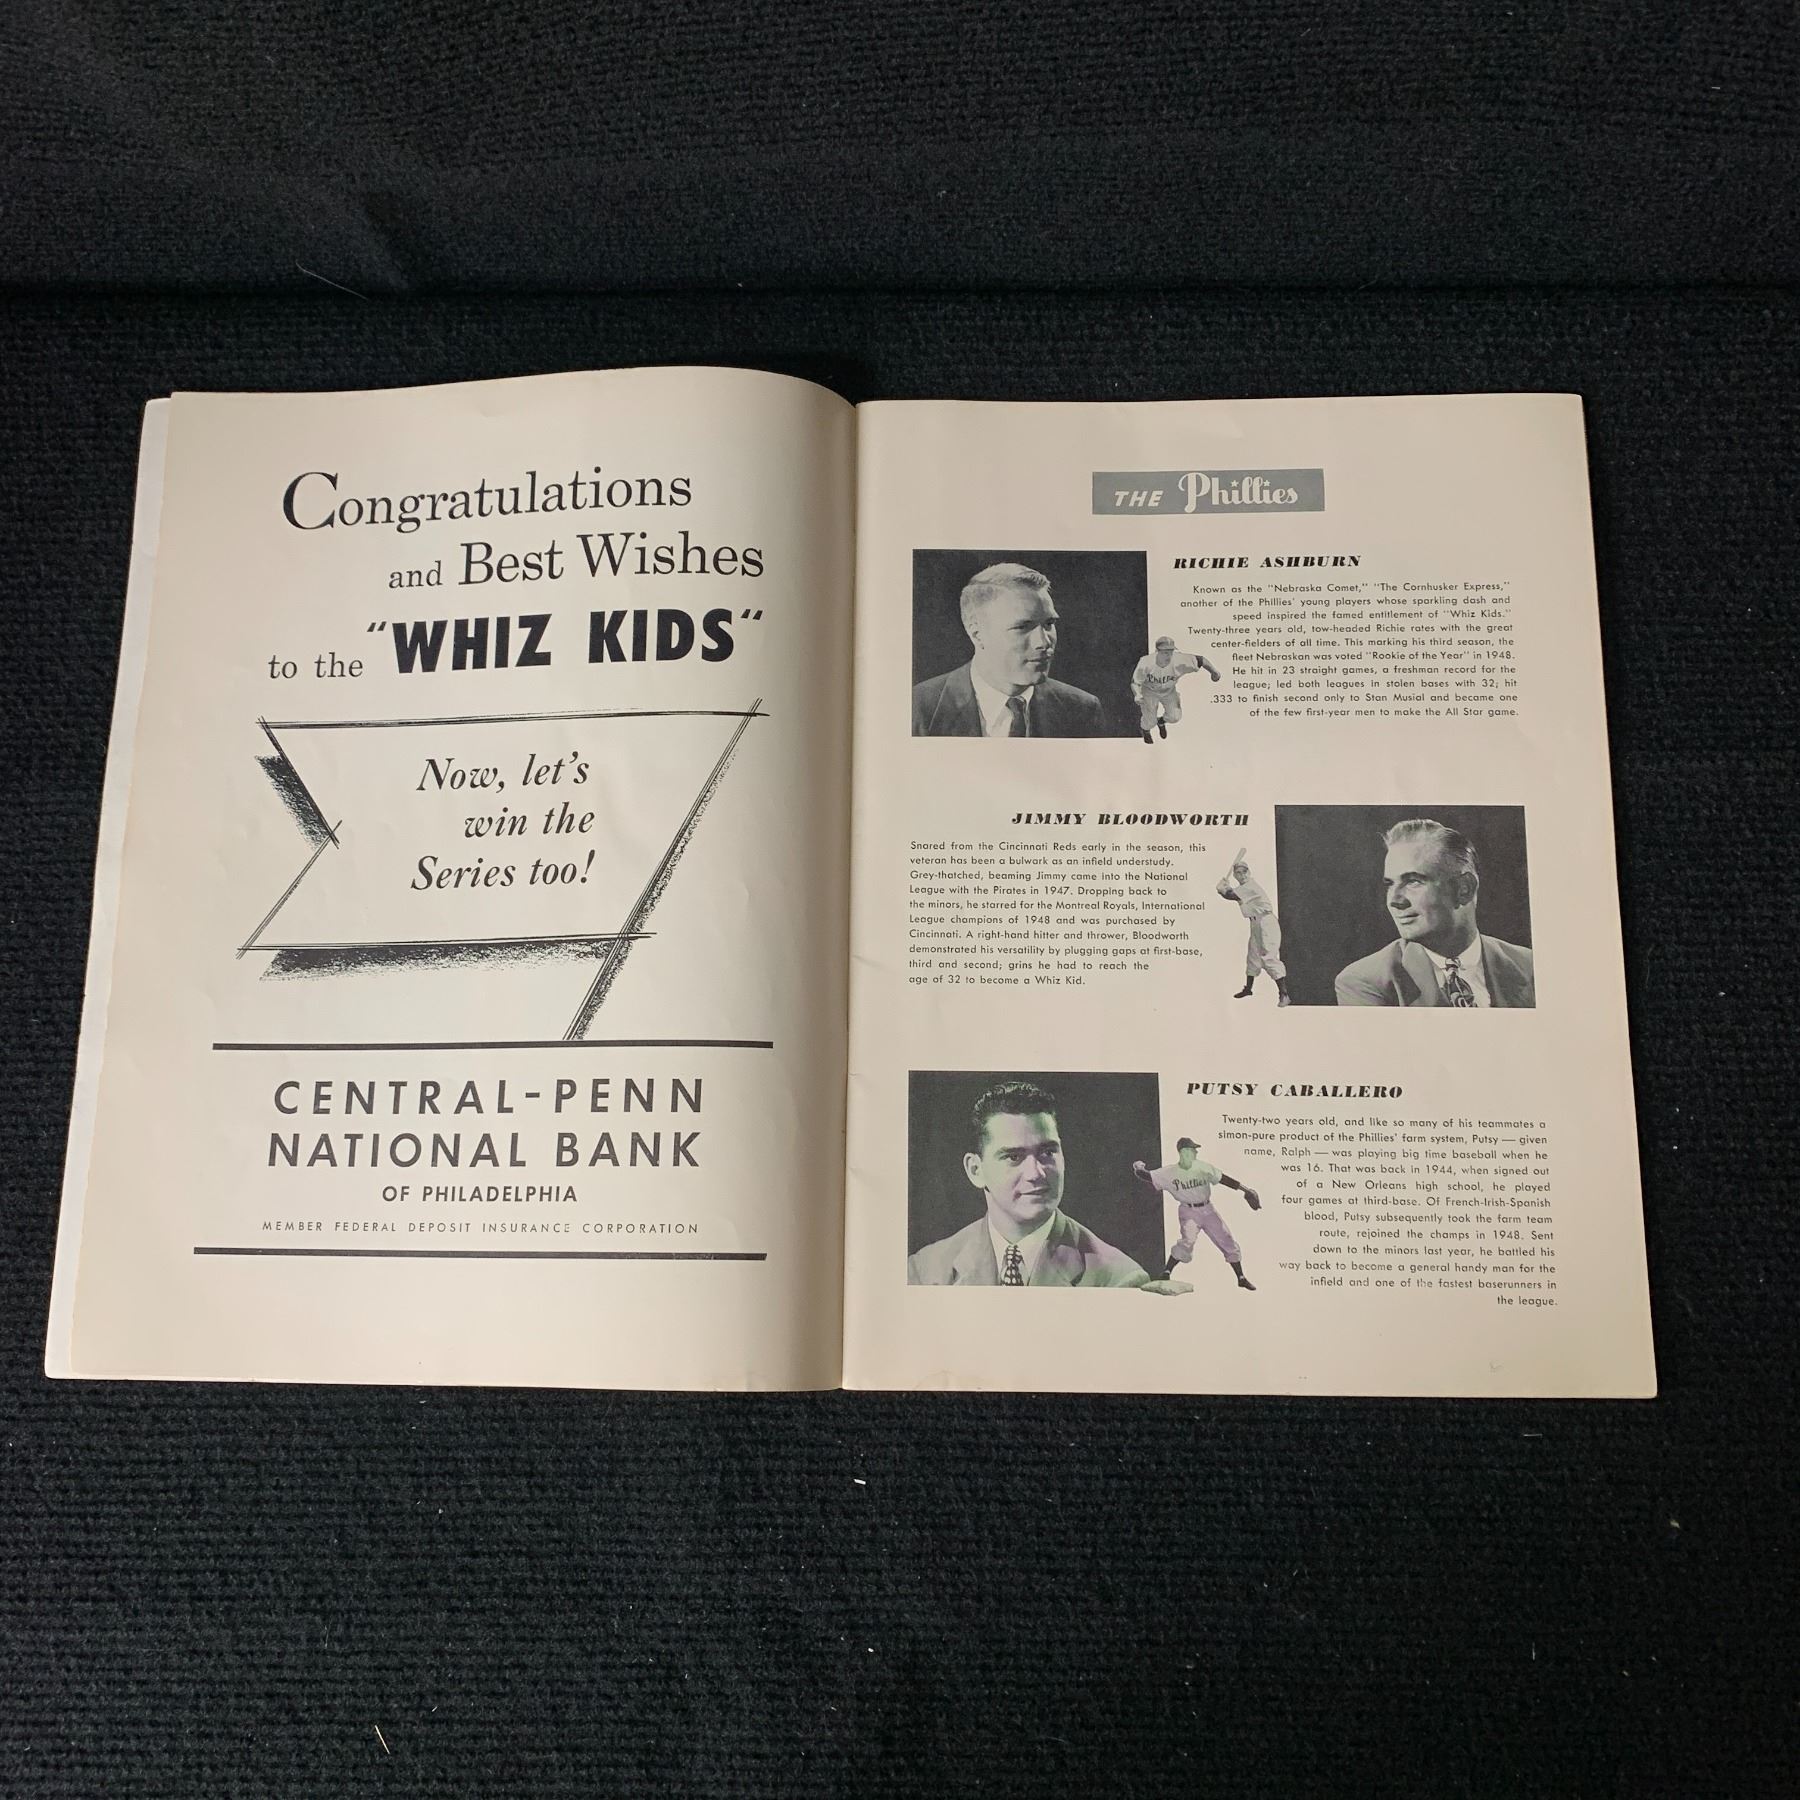 Congratulations
and Best Wishes
to the "WHIZ KIDS"
Now, let's
win the
Series too!
CENTRAL-PENN
NATIONAL BANK
OF PHILADELPHIA
MEMBER FEDERAL DEPOSIT INSURANCE CORPORATION
THE Phillies
RICHIE ASHBURN
Known as the "Nebraska Comet," "The Cornhusker Express,"
another of the Phillies' young players whose sparkling dash and
speed inspired the famed entitlement of "Whiz Kids."
Twenty-three years old, tow-headed Richie rates with the great
center-fielders of all time. This marking his third season, the
fleet Nebraskan was voted "Rookie of the Year" in 1948.
He hit in 23 straight games, a freshman record for the
league; led both leagues in stolen bases with 32; hit
.333 to finish second only to Stan Musial and became one
of the few first-year men to make the All Star game.
Phillies
JIMMY BLOODWORTH
Snared from the Cincinnati Reds early in the season, this
veteran has been a bulwark as an infield understudy.
Grey-thatched, beaming Jimmy came into the National
League with the Pirates in 1947. Dropping back to
the minors, he starred for the Montreal Royals, International
League champions of 1948 and was purchased by
Cincinnati. A right-hand hitter and thrower, Bloodworth
demonstrated his versatility by plugging gaps at first-base,
third and second; grins he had to reach the
age of 32 to become a Whiz Kid.
PUTSY CABALLERO
Twenty-two years old, and like so many of his teammates a
simon-pure product of the Phillies' farm system, Putsy — given
name, Ralph — was playing big time baseball when he
was 16. That was back in 1944, when signed out
of a New Orleans high school, he played
four games at third-base. Of French-Irish-Spanish
blood, Putsy subsequently took the farm team
route, rejoined the champs in 1948. Sent
down to the minors last year, he battled his
way back to become a general handy man for the
infield and one of the fastest baserunners in
the league.
Phillies